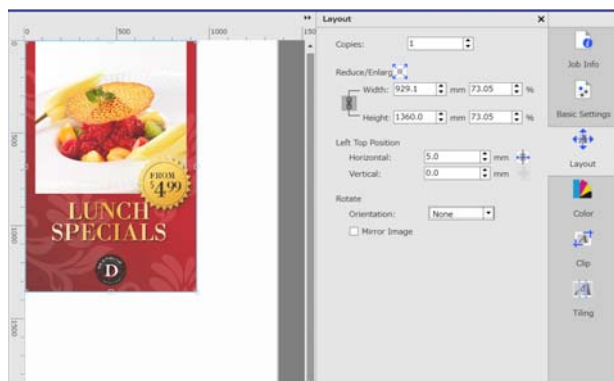 Layout
0
500
1000
150
Copies:
1
Job Info
Reduce/Enlarg
Width: 929.1 mm 73.05 %
Height: 1360.0 mm 73.05 %
Basic Settings
Left Top Position
Horizontal: 5.0 mm
Vertical: 0.0 mm
Layout
Rotate
Orientation: None
Mirror Image
Color
Clip
Tiling
0
500
1000
1500
FROM
$4.99
LUNCH
SPECIALS
D